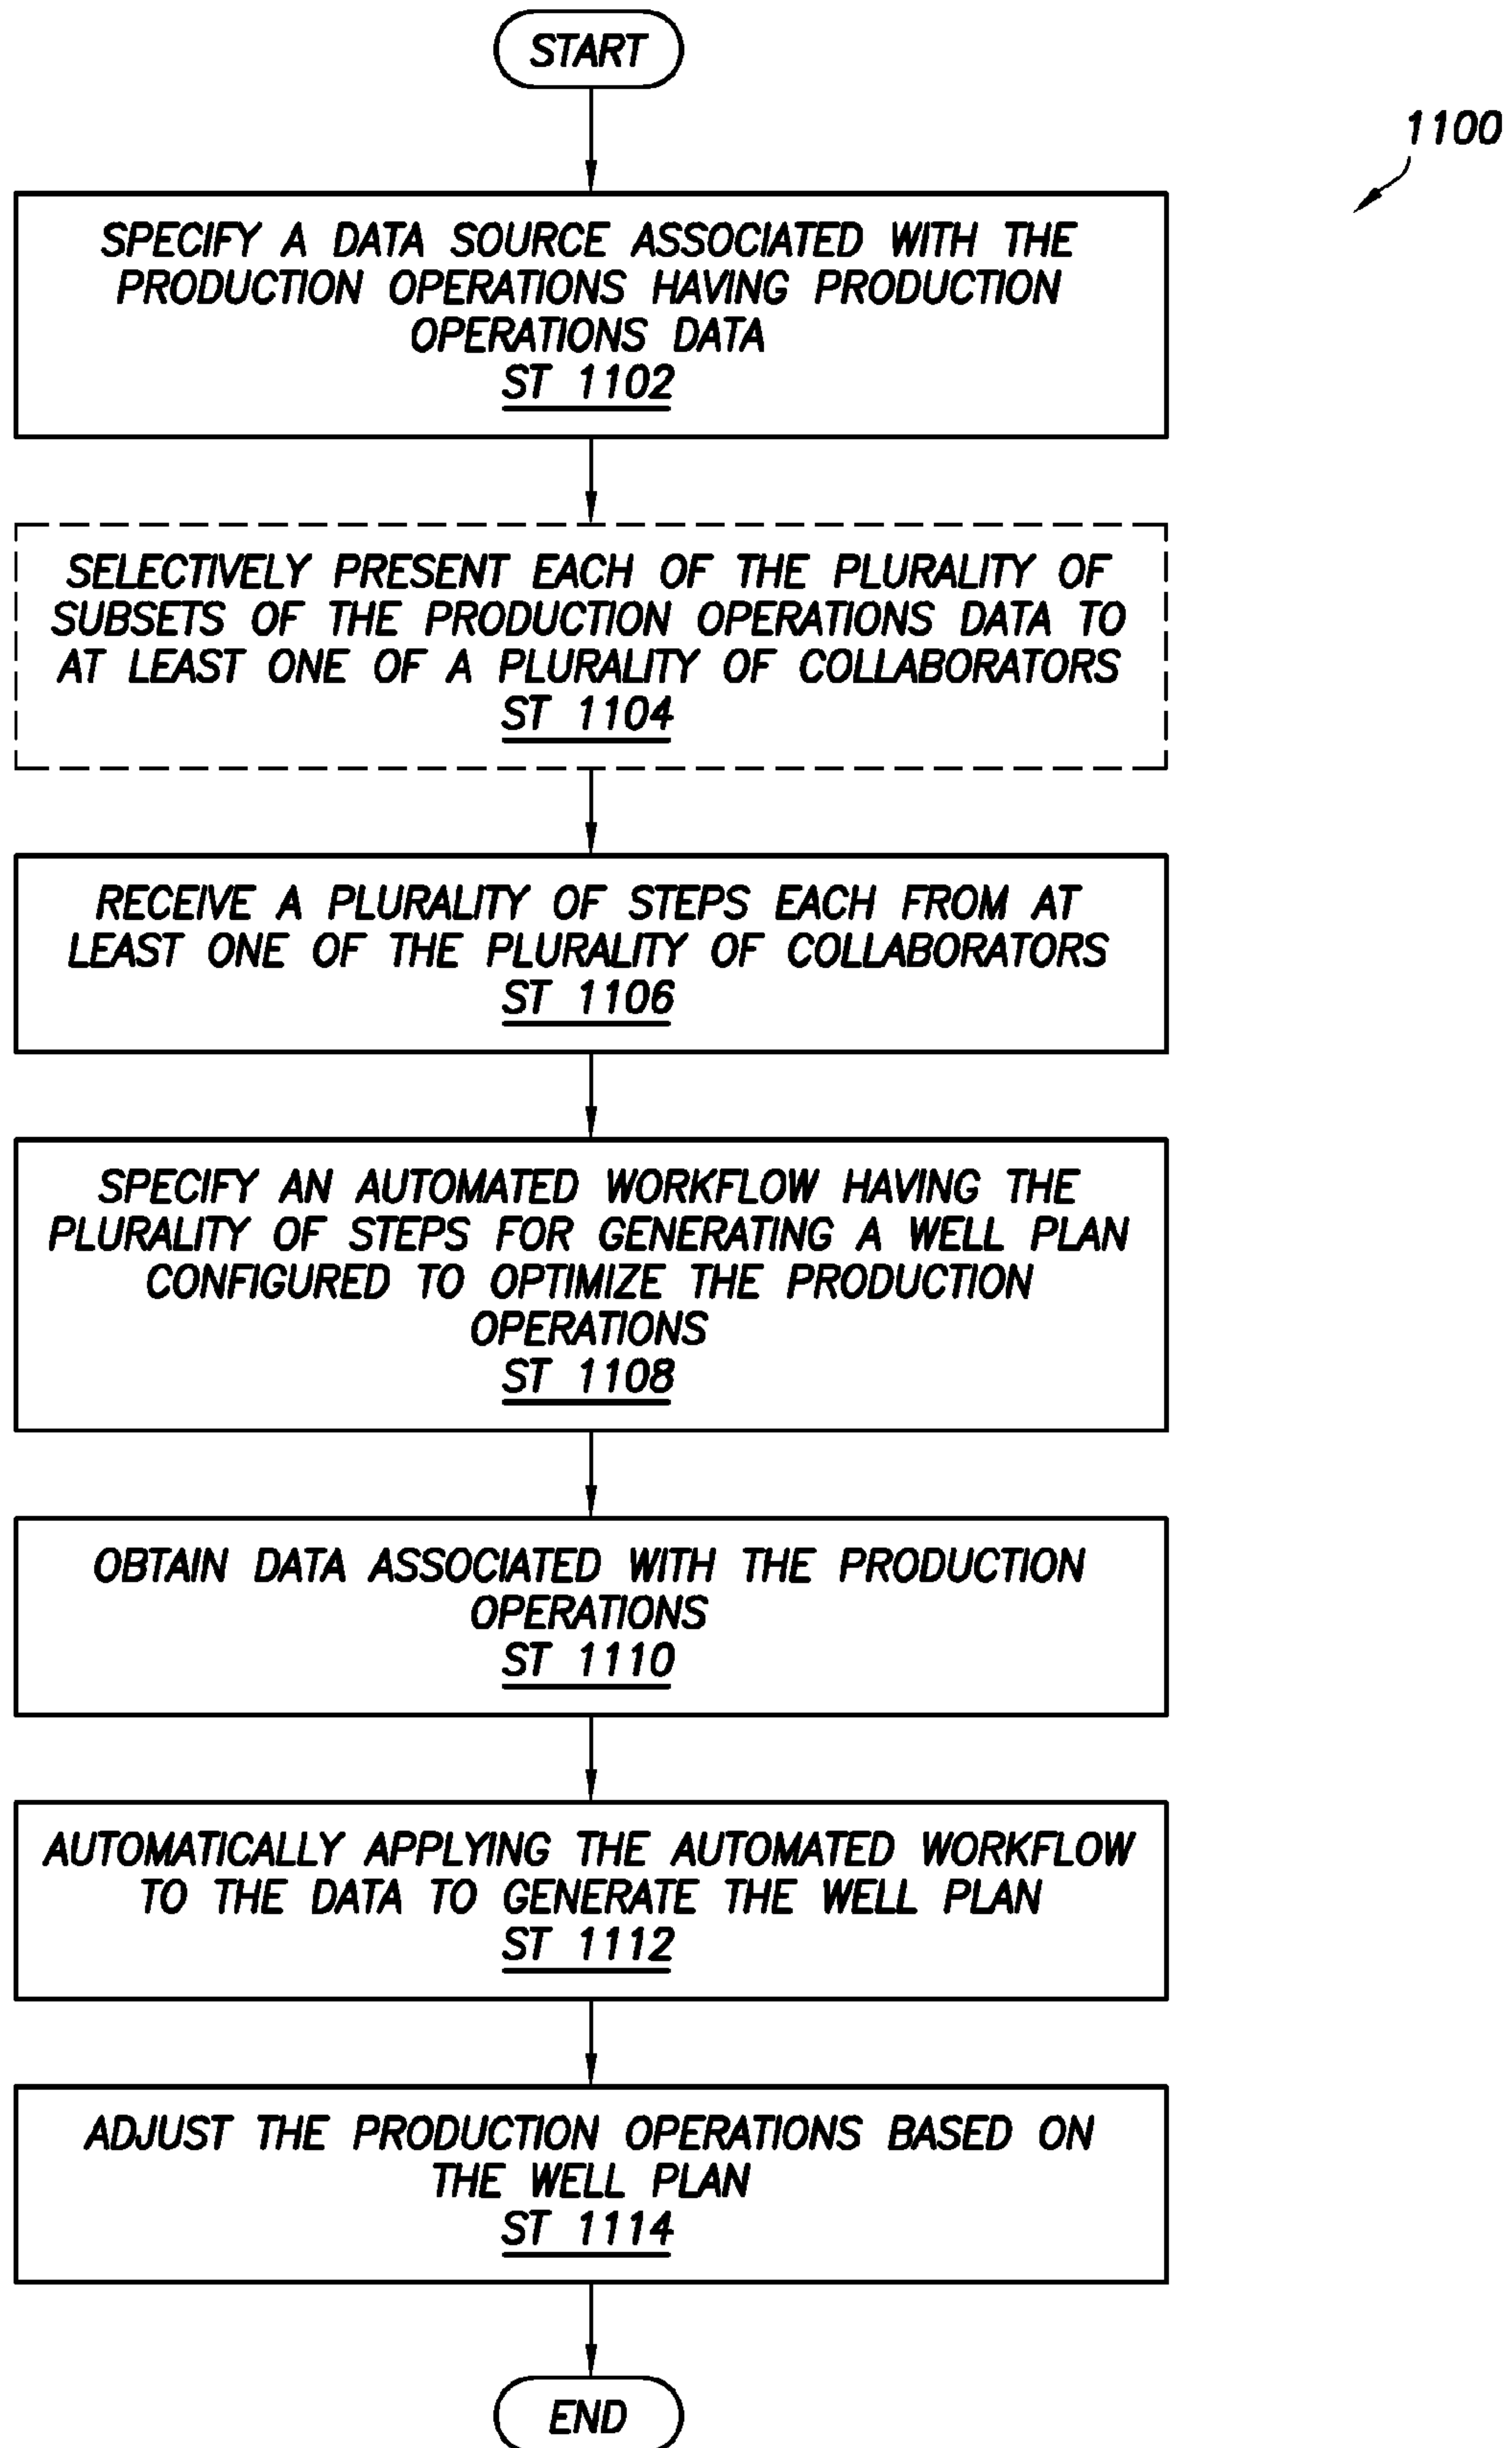 START
1100
SPECIFY A DATA SOURCE ASSOCIATED WITH THE
PRODUCTION OPERATIONS HAVING PRODUCTION
OPERATIONS DATA
ST 1102
SELECTIVELY PRESENT EACH OF THE PLURALITY OF
SUBSETS OF THE PRODUCTION OPERATIONS DATA TO
AT LEAST ONE OF A PLURALITY OF COLLABORATORS
ST 1104
RECEIVE A PLURALITY OF STEPS EACH FROM AT
LEAST ONE OF THE PLURALITY OF COLLABORATORS
ST 1106
SPECIFY AN AUTOMATED WORKFLOW HAVING THE
PLURALITY OF STEPS FOR GENERATING A WELL PLAN
CONFIGURED TO OPTIMIZE THE PRODUCTION
OPERATIONS
ST 1108
OBTAIN DATA ASSOCIATED WITH THE PRODUCTION
OPERATIONS
ST 1110
AUTOMATICALLY APPLYING THE AUTOMATED WORKFLOW
TO THE DATA TO GENERATE THE WELL PLAN
ST 1112
ADJUST THE PRODUCTION OPERATIONS BASED ON
THE WELL PLAN
ST 1114
END